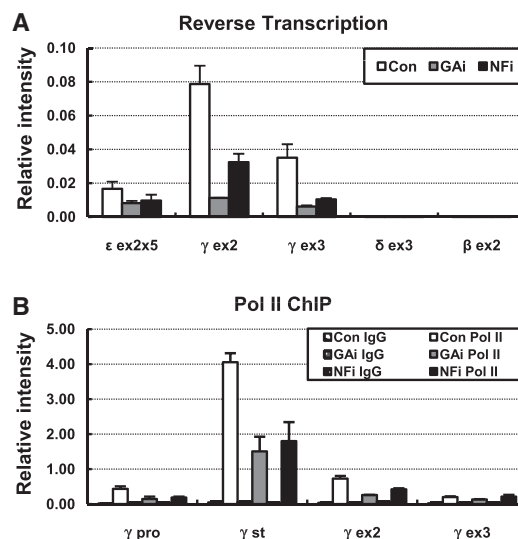 A
Reverse Transcription
Relative intensity
0.10
0.08
0.06
0.04
0.02
0.00
Con GAi NFi
ε ex2x5 γ ex2 γ ex3 δ ex3 β ex2
B
Pol II ChIP
Relative intensity
5.00
4.00
3.00
2.00
1.00
0.00
Con IgG Con Pol II
GAi IgG GAi Pol II
NFi IgG NFi Pol II
γ pro γ st γ ex2 γ ex3